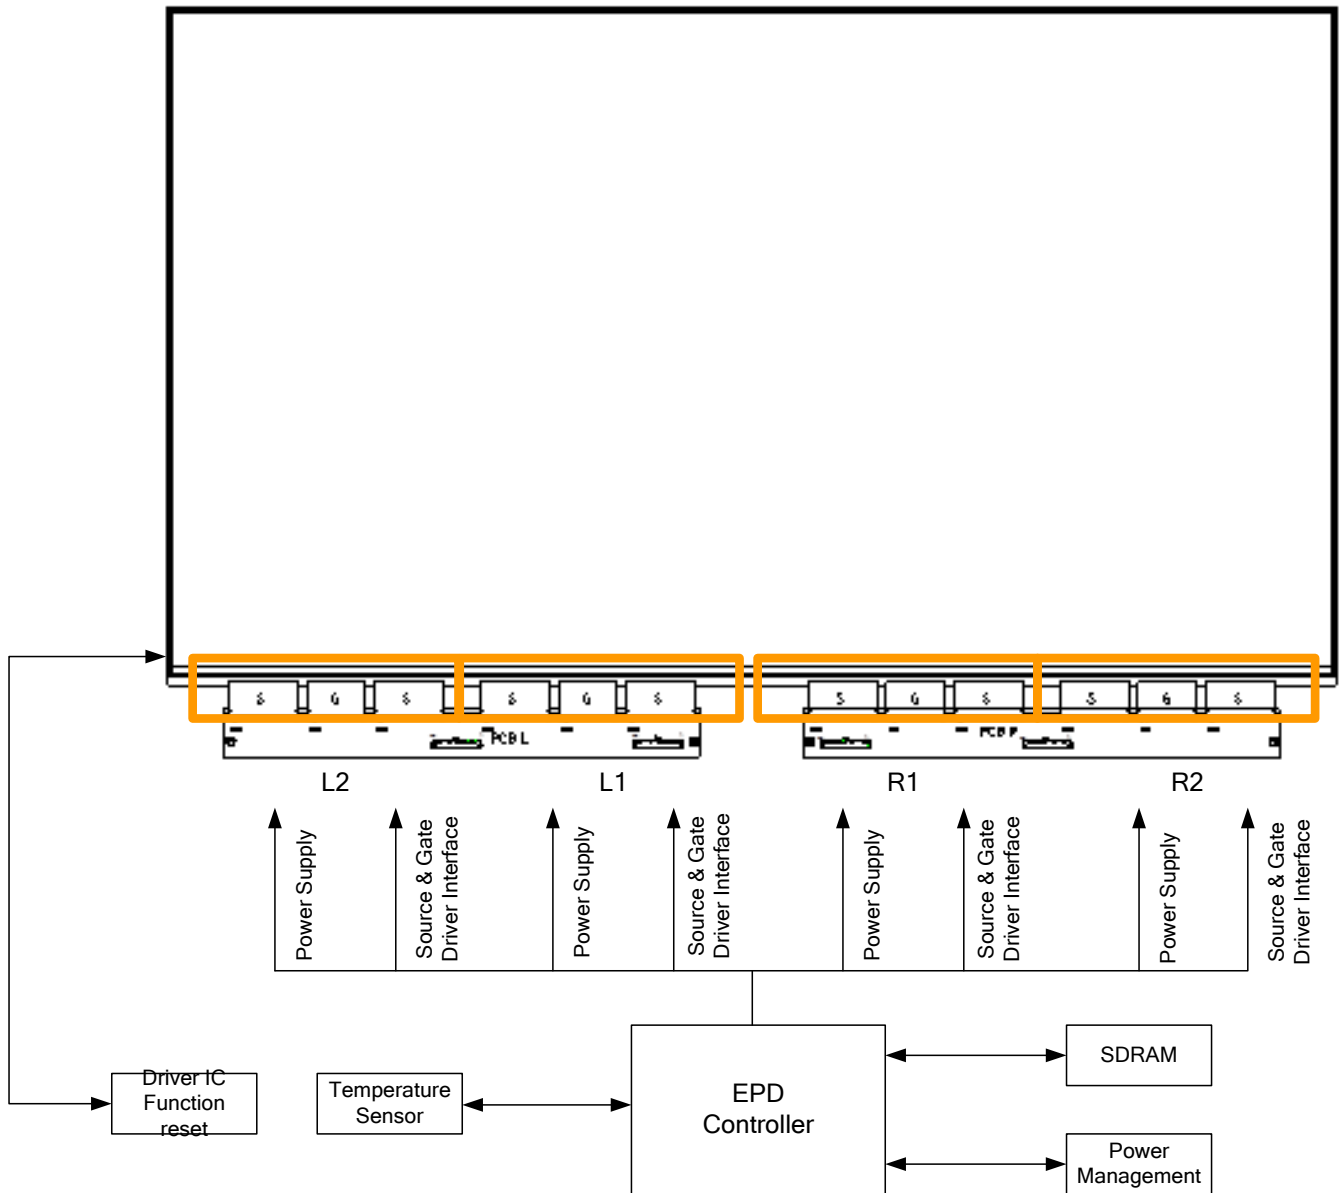 PCB L
L2
L1
R1
R2
Power Supply
Source & Gate
Driver Interface
Power Supply
Source & Gate
Driver Interface
Power Supply
Source & Gate
Driver Interface
Power Supply
Source & Gate
Driver Interface
Driver IC
Function
reset
Temperature
Sensor
EPD
Controller
SDRAM
Power
Management